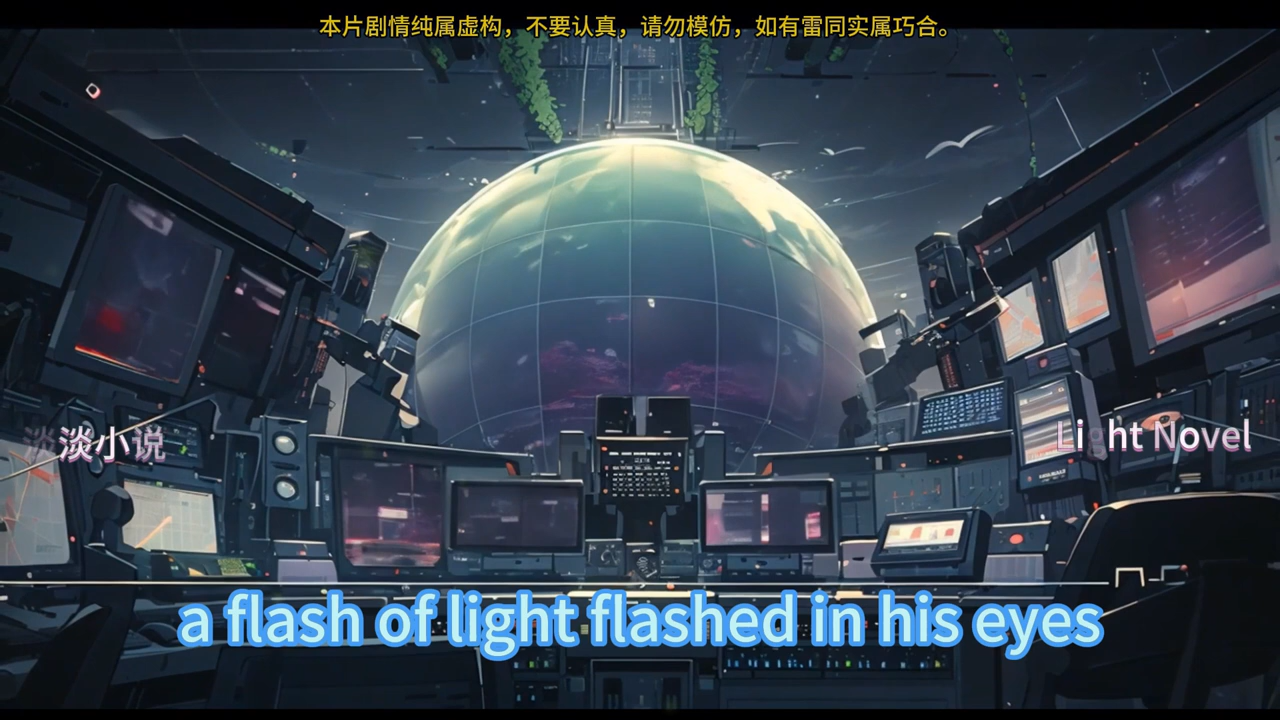 本片剧情纯属虚构，不要认真，请勿模仿，如有雷同实属巧合。
淡淡小说
Light Novel
a flash of light flashed in his eyes